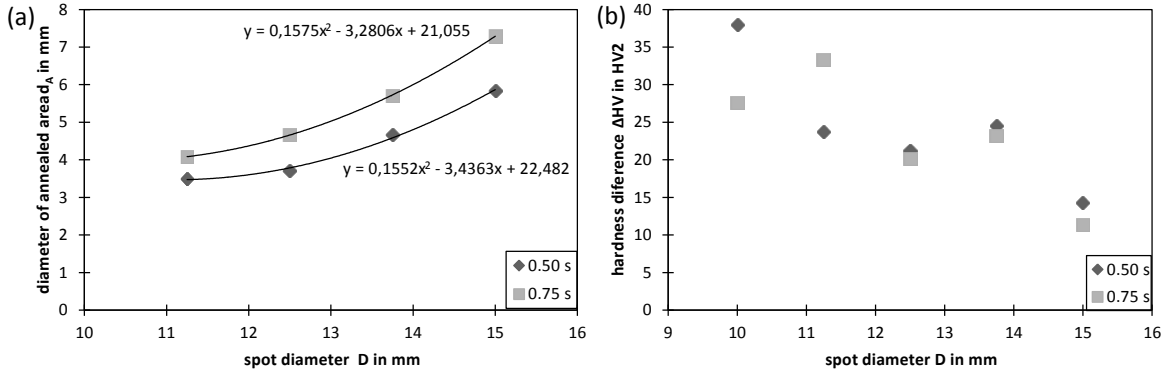 (a)
diameter of annealed aread_A in mm
8
7
6
5
4
3
2
1
0
y = 0,1575x² - 3,2806x + 21,055
y = 0,1552x² - 3,4363x + 22,482
0.50 s
0.75 s
10 11 12 13 14 15 16
spot diameter D in mm
(b)
hardness diference ΔHV in HV2
40
35
30
25
20
15
10
5
0
0.50 s
0.75 s
9 10 11 12 13 14 15 16
spot diameter D in mm